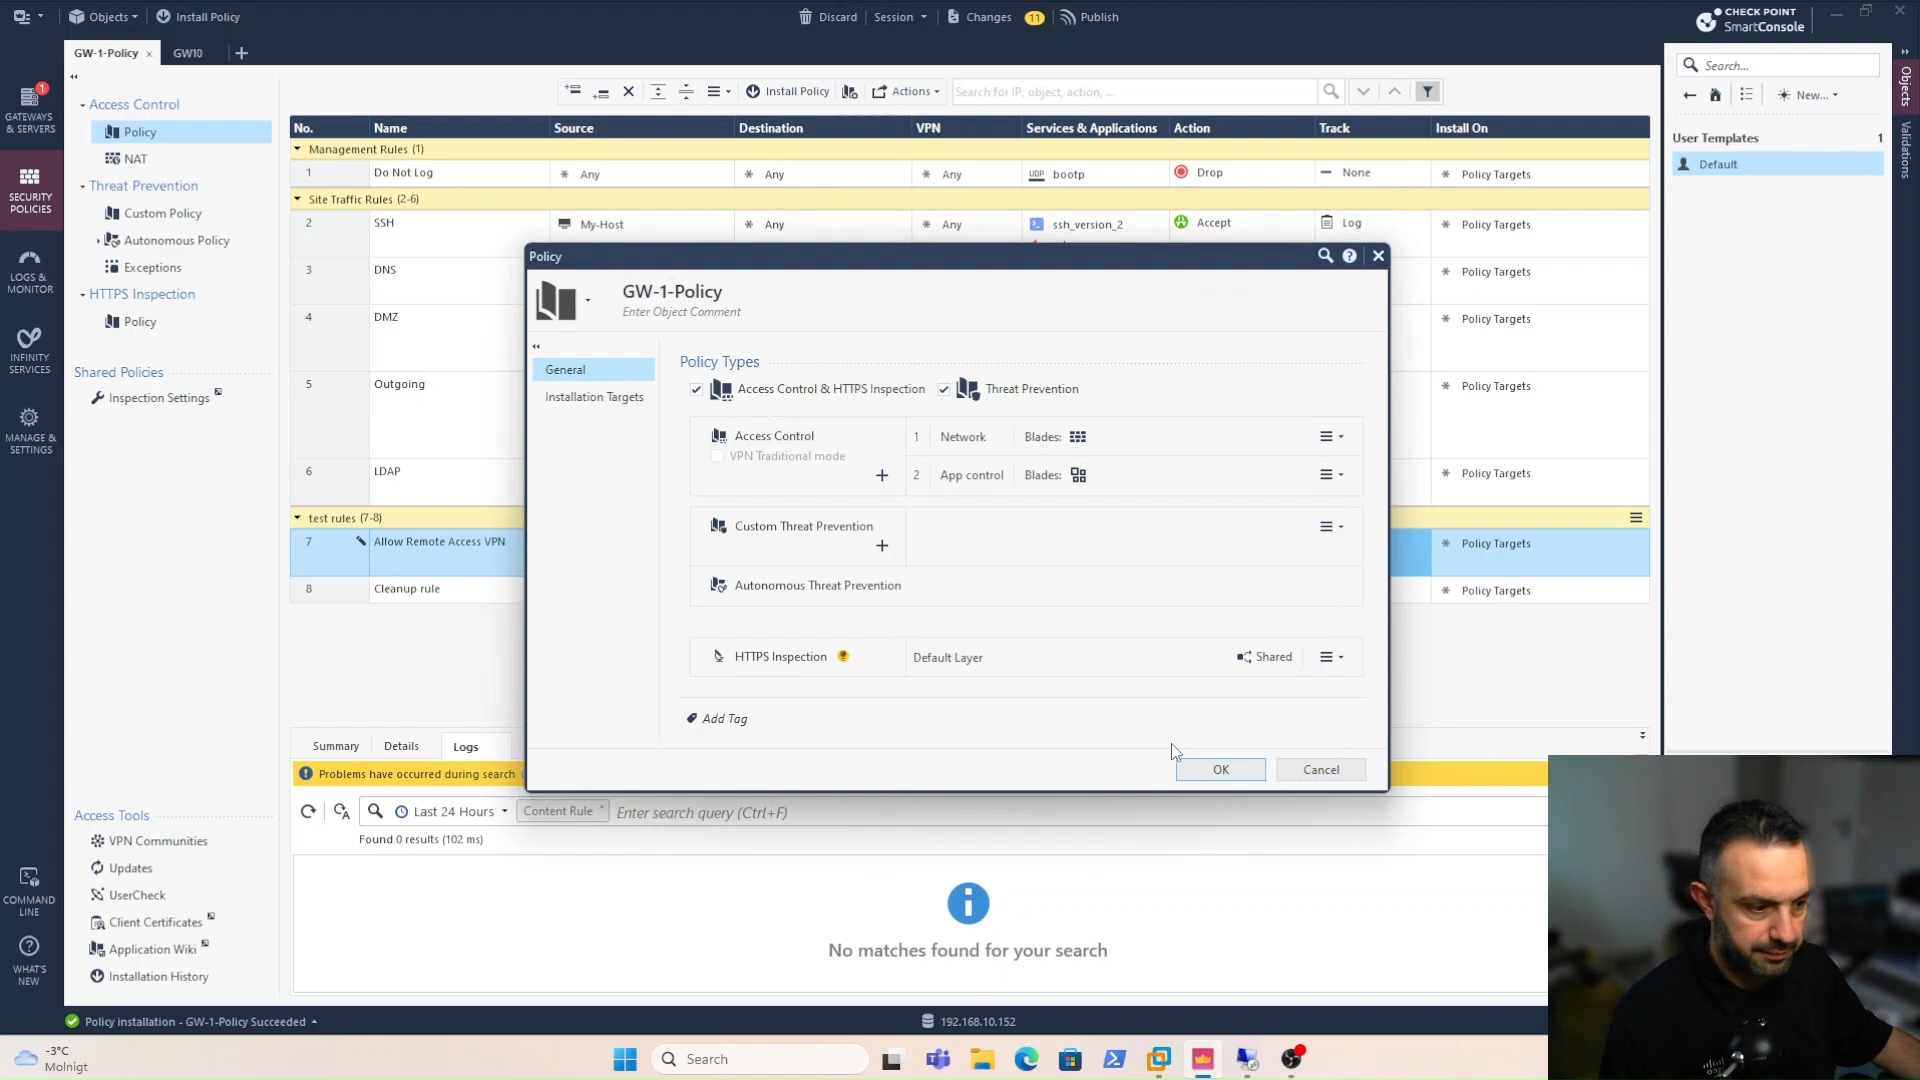 Objects
Install Policy
Discard
Session
Changes
11
Publish
CHECK POINT
SmartConsole
GW-1-Policy
GW10
Access Control
Policy
NAT
Threat Prevention
Custom Policy
Autonomous Policy
Exceptions
HTTPS Inspection
Policy
Shared Policies
Inspection Settings
Access Tools
VPN Communities
Updates
UserCheck
Client Certificates
Application Wiki
Installation History
1
GATEWAYS
& SERVERS
SECURITY
POLICIES
LOGS &
MONITOR
INFINITY
SERVICES
MANAGE &
SETTINGS
COMMAND
LINE
WHAT'S
NEW
Install Policy
Actions
Search for IP, object, action, ...
No. Name Source Destination VPN Services & Applications Action Track Install On
Management Rules (1)
1 Do Not Log Any Any Any UDP bootp Drop None Policy Targets
Site Traffic Rules (2-6)
2 SSH My-Host Any Any ssh_version_2 Accept Log Policy Targets
3 DNS Policy Targets
4 DMZ Policy Targets
5 Outgoing Policy Targets
6 LDAP Policy Targets
test rules (7-8)
7 Allow Remote Access VPN Policy Targets
8 Cleanup rule Policy Targets
Policy
GW-1-Policy
Enter Object Comment
General
Installation Targets
Policy Types
Access Control & HTTPS Inspection
Threat Prevention
Access Control
VPN Traditional mode
1 Network Blades:
2 App control Blades:
Custom Threat Prevention
Autonomous Threat Prevention
HTTPS Inspection
Default Layer
Shared
Add Tag
OK
Cancel
Summary
Details
Logs
Problems have occurred during search
Last 24 Hours
Content Rule
Enter search query (Ctrl+F)
Found 0 results (102 ms)
No matches found for your search
Search...
New...
User Templates 1
Default
Objects
Validations
Policy installation - GW-1-Policy Succeeded
192.168.10.152
-3°C
Molnigt
Search